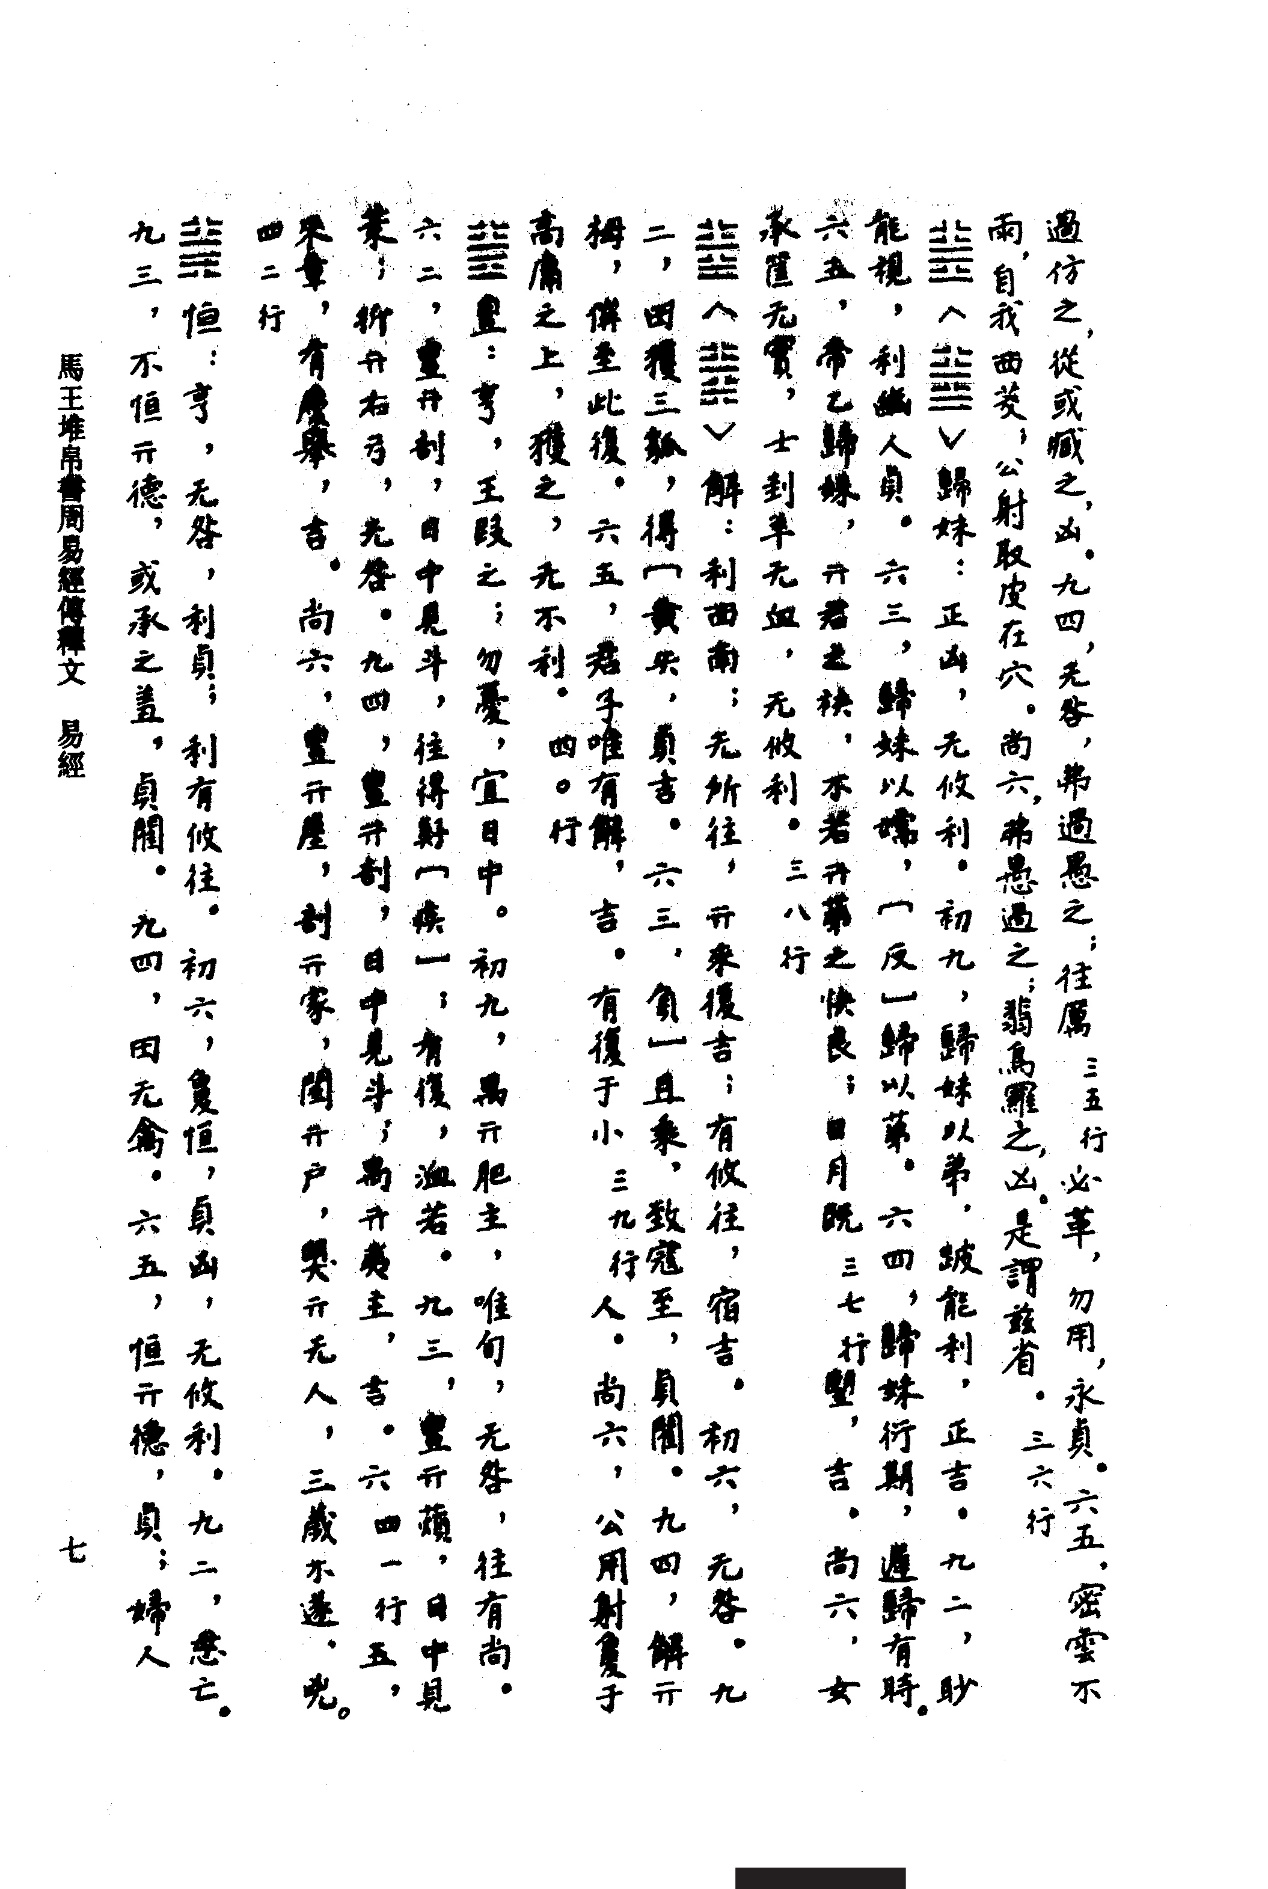 過仿之，從或臧之，凶。九四，无咎，弗過愚之；往厲 三五行 必革，勿用，永貞。六五，密雲不
雨，自我西茭；公射取皮在穴。尚六，弗愚過之；翡鳥羅之，凶。是謂茲省。三六行
〈䷵〉歸妹：正凶，无攸利。初九，歸妹以弟，跛能利，正吉。九二，眇
能視，利幽人貞。六三，歸妹以嬬，〔反〕歸以苐。六四，歸妹衍期，遲歸有時。
六五，帝乙歸妹，亓君之袂，不若亓苐之快良；日月既 三七行 朢，吉。尚六，女
承筐无實，士刲羊无血，无攸利。三八行
〈䷧〉解：利西南；无所往，亓來復吉；有攸往，宿吉。初六，无咎。九
二，田獲三狐，得〔黃矢，貞吉。六三，負〕且乘，致寇至，貞閵。九四，解亓
拇，傰至此復。六五，君子唯有解，吉。有復于小 三九行 人。尚六，公用射夐于
高庸之上，獲之，无不利。四〇行
䷶豐：亨，王叚之；勿憂，宜日中。初九，禺亓肥主，唯旬，无咎，往有尚。
六二，豐亓剖，日中見斗，往得疑〔疾〕；有復，洫若。九三，豐亓蘋，日中見
茉；折亓右弓，无咎。九四，豐亓剖，日中見斗；禺亓夷主，吉。六 四一行 五，
來章，有慶舉，吉。尚六，豐亓屋，剖亓家，閨亓户，𡘲亓无人，三歲不遂，兇。
四二行
䷟恒：亨，无咎，利貞；利有攸往。初六，夐恒，貞凶，无攸利。九二，悬亡。
九三，不恒亓德，或承之羞，貞閵。九四，田无禽。六五，恒亓德，貞；婦人
馬王堆帛書周易經傳釋文 易經
七